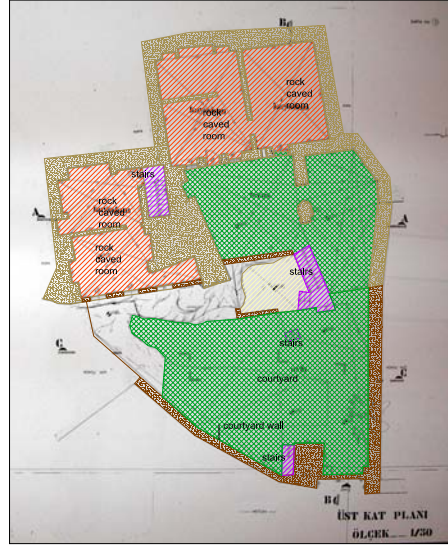 B
rock
caved
room
rock
caved
room
stairs
rock
caved
room
A
A
rock
caved
room
stairs
stairs
C
C
courtyard
courtyard wall
stairs
B
ÜST KAT PLANI
ÖLÇEK 1/50